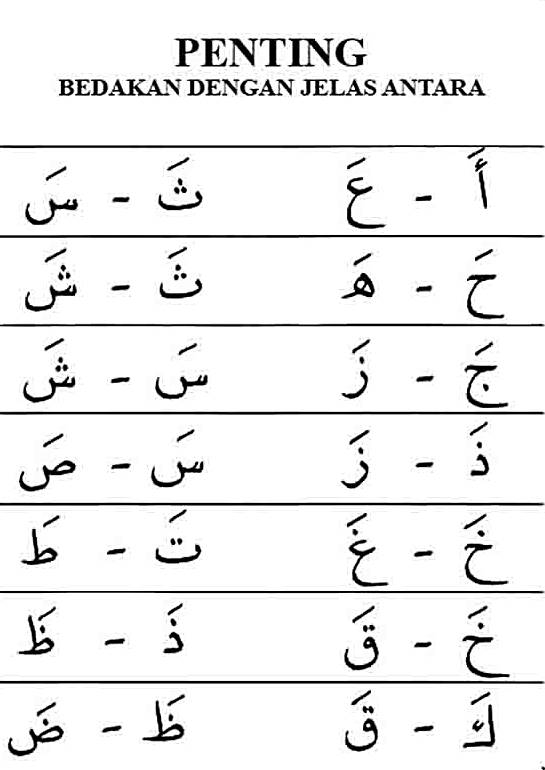 PENTING
BEDAKAN DENGAN JELAS ANTARA
أَ - عَ ثَ - سَ
حَ - هَ ثَ - شَ
جَ - زَ سَ - شَ
ذَ - زَ سَ - صَ
خَ - غَ تَ - طَ
خَ - قَ ذَ - ظَ
كَ - قَ ظَ - ضَ